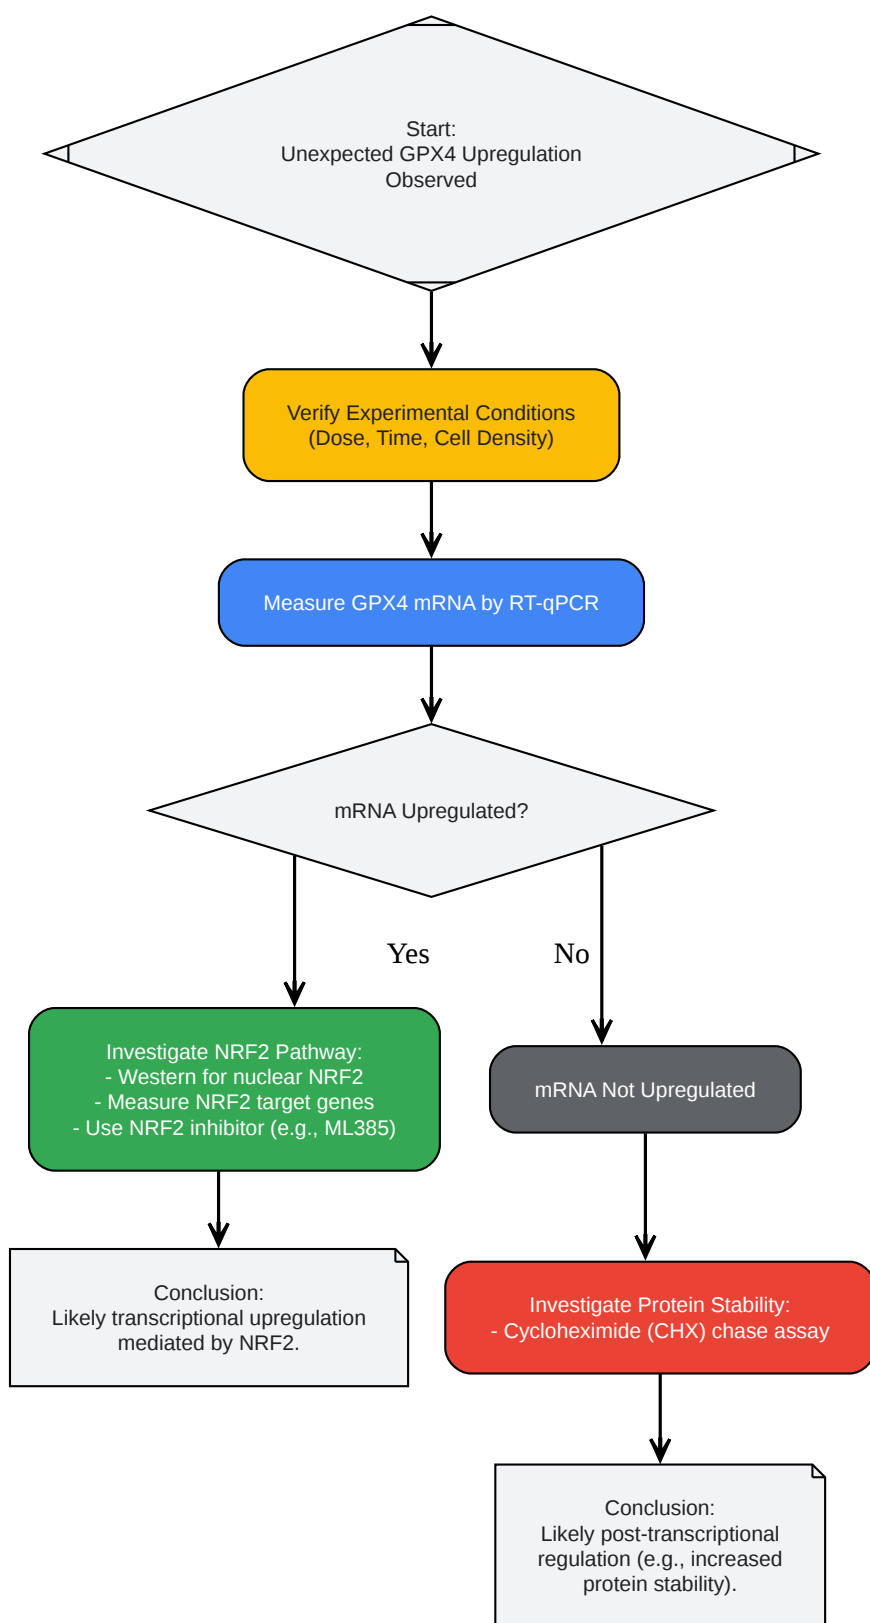 Start:
Unexpected GPX4 Upregulation
Observed
Verify Experimental Conditions
(Dose, Time, Cell Density)
Measure GPX4 mRNA by RT-qPCR
mRNA Upregulated?
Yes
No
Investigate NRF2 Pathway:
- Western for nuclear NRF2
- Measure NRF2 target genes
- Use NRF2 inhibitor (e.g., ML385)
mRNA Not Upregulated
Conclusion:
Likely transcriptional upregulation
mediated by NRF2.
Investigate Protein Stability:
- Cycloheximide (CHX) chase assay
Conclusion:
Likely post-transcriptional
regulation (e.g., increased
protein stability).